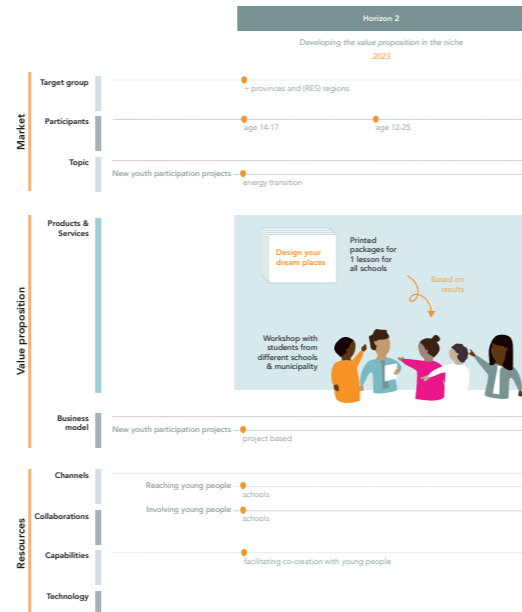 Horizon 2
Developing the value proposition in the niche
2023
Market
Target group
+ provinces and (RES) regions
Participants
age 14-17
age 12-25
Topic
New youth participation projects
energy transition
Value proposition
Products &
Services
Design your
dream places
Printed
packages for
1 lesson for
all schools
Based on
results
Workshop with
students from
different schools
& municipality
Business
model
New youth participation projects
project based
Resources
Channels
Reaching young people
schools
Collaborations
Involving young people
schools
Capabilities
facilitating co-creation with young people
Technology